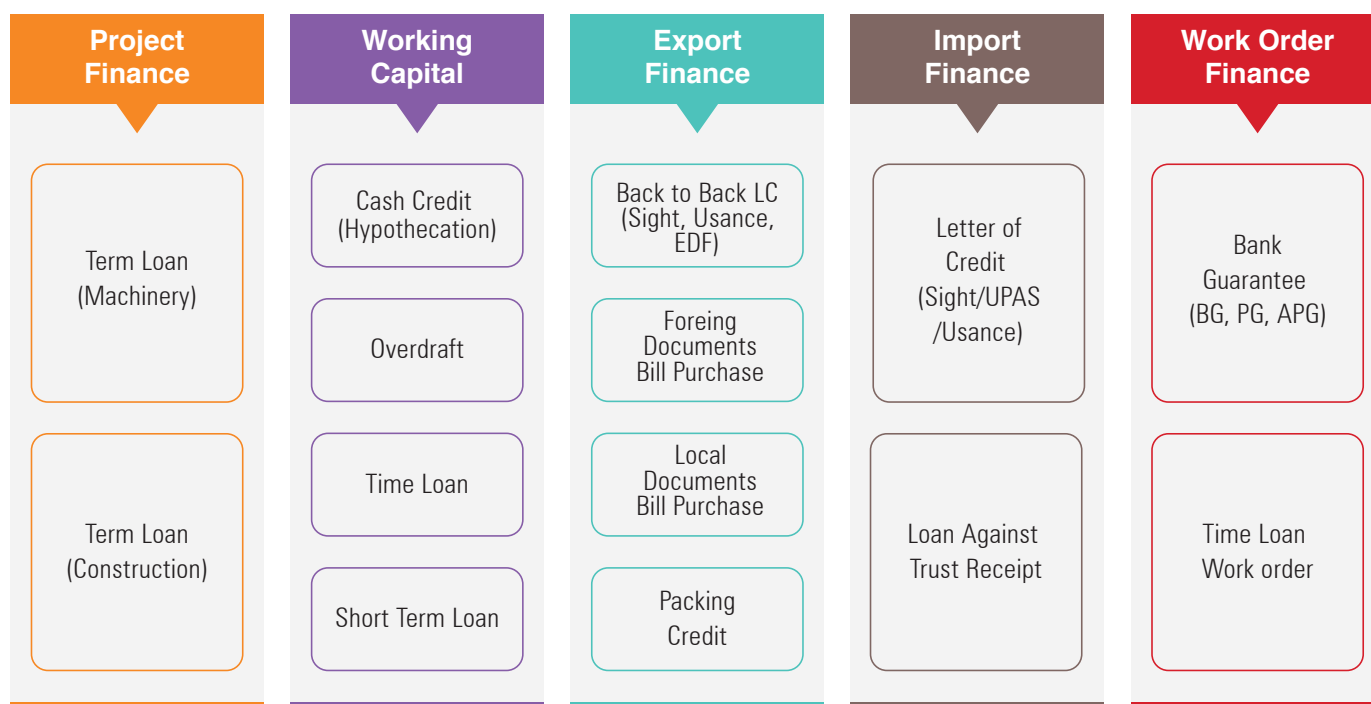 Project
Finance
Term Loan
(Machinery)
Term Loan
(Construction)
Working
Capital
Cash Credit
(Hypothecation)
Overdraft
Time Loan
Short Term Loan
Export
Finance
Back to Back LC
(Sight, Usance,
EDF)
Foreing
Documents
Bill Purchase
Local
Documents
Bill Purchase
Packing
Credit
Import
Finance
Letter of
Credit
(Sight/UPAS
/Usance)
Loan Against
Trust Receipt
Work Order
Finance
Bank
Guarantee
(BG, PG, APG)
Time Loan
Work order